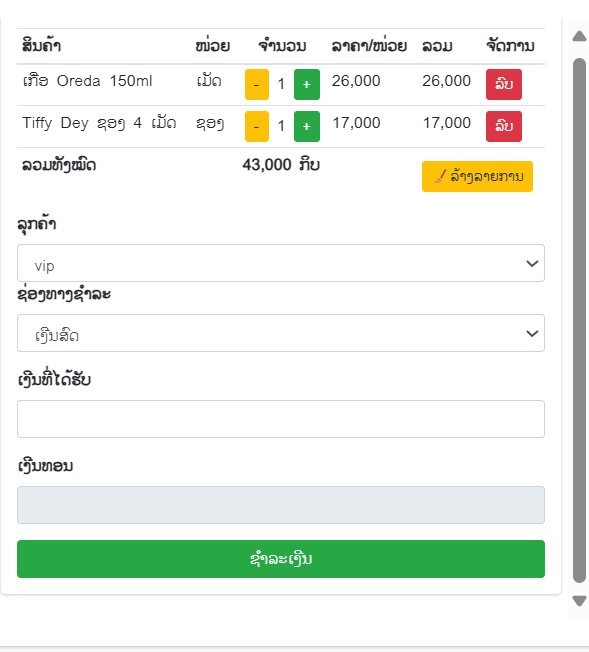 ສິນຄ້າ ໜ່ວຍ ຈຳນວນ ລາຄາ/ໜ່ວຍ ລວມ ຈັດການ
ເກືອ Oreda 150ml ເມັດ - 1 + 26,000 26,000 ລົບ
Tiffy Dey ຊອງ 4 ເມັດ ຊອງ - 1 + 17,000 17,000 ລົບ
ລວມທັງໝົດ 43,000 ກີບ ລ້າງລາຍການ
ລູກຄ້າ
vip
ຊ່ອງທາງຊຳລະ
ເງິນສົດ
ເງິນທີ່ໄດ້ຮັບ
ເງິນທອນ
ຊຳລະເງິນ